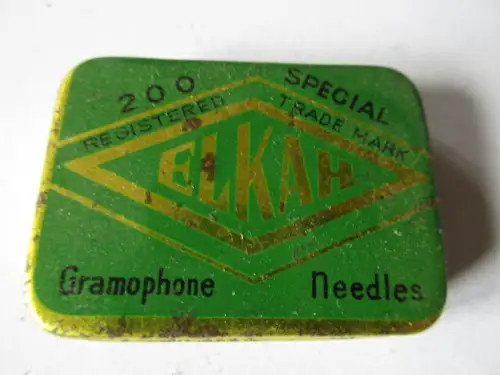 200 SPECIAL
REGISTERED TRADE MARK
ELKAH
Gramophone Needles